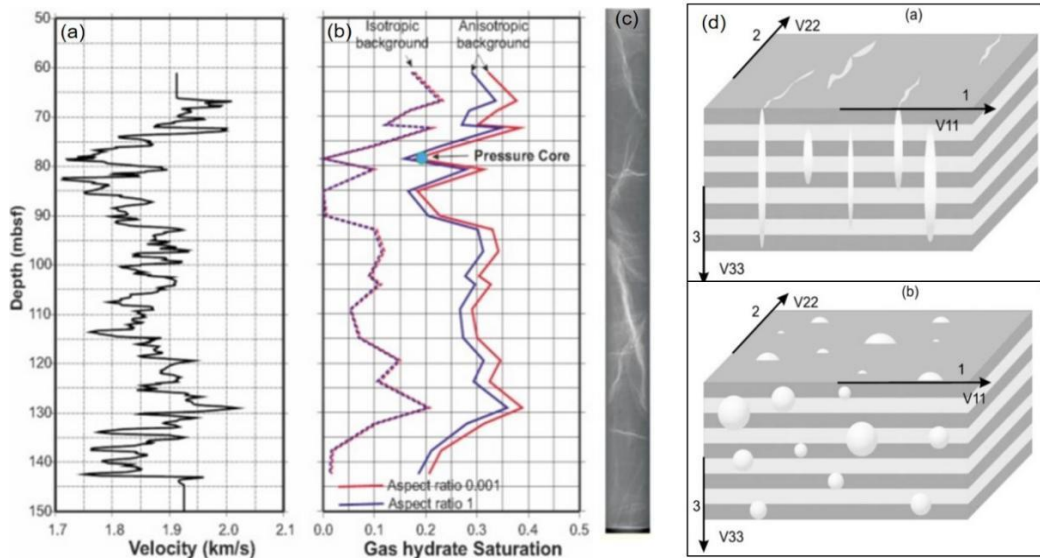 (a)
50
60
70
80
90
100
110
120
130
140
150
Depth (mbsf)
1.7 1.8 1.9 2.0 2.1
Velocity (km/s)
(b)
Isotropic
background
Anisotropic
background
Pressure Core
Aspect ratio 0.001
Aspect ratio 1
0.0 0.1 0.2 0.3 0.4
Gas hydrate Saturation
(c)
(d)
(a)
V22
2
1
V11
3
V33
(b)
V22
2
1
V11
3
V33